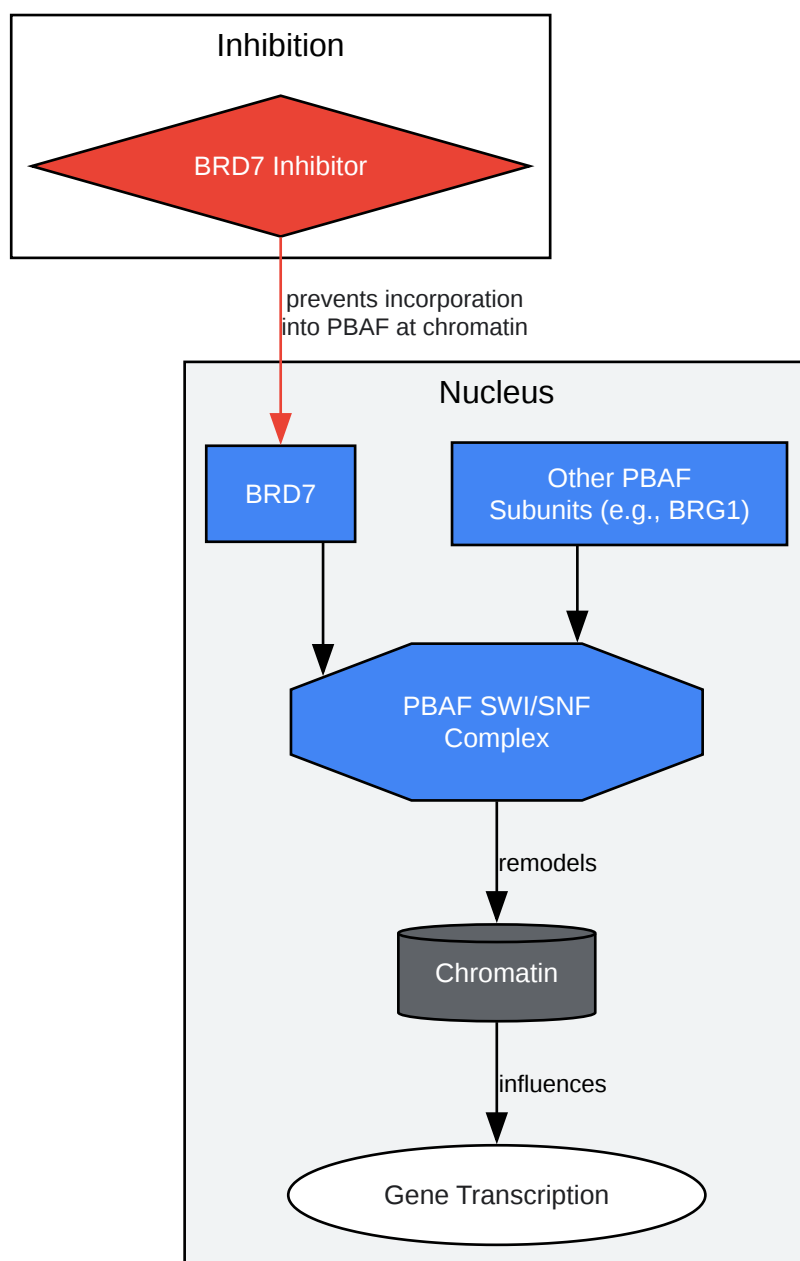 Inhibition
BRD7 Inhibitor
prevents incorporation
into PBAF at chromatin
Nucleus
BRD7
Other PBAF
Subunits (e.g., BRG1)
PBAF SWI/SNF
Complex
remodels
Chromatin
influences
Gene Transcription